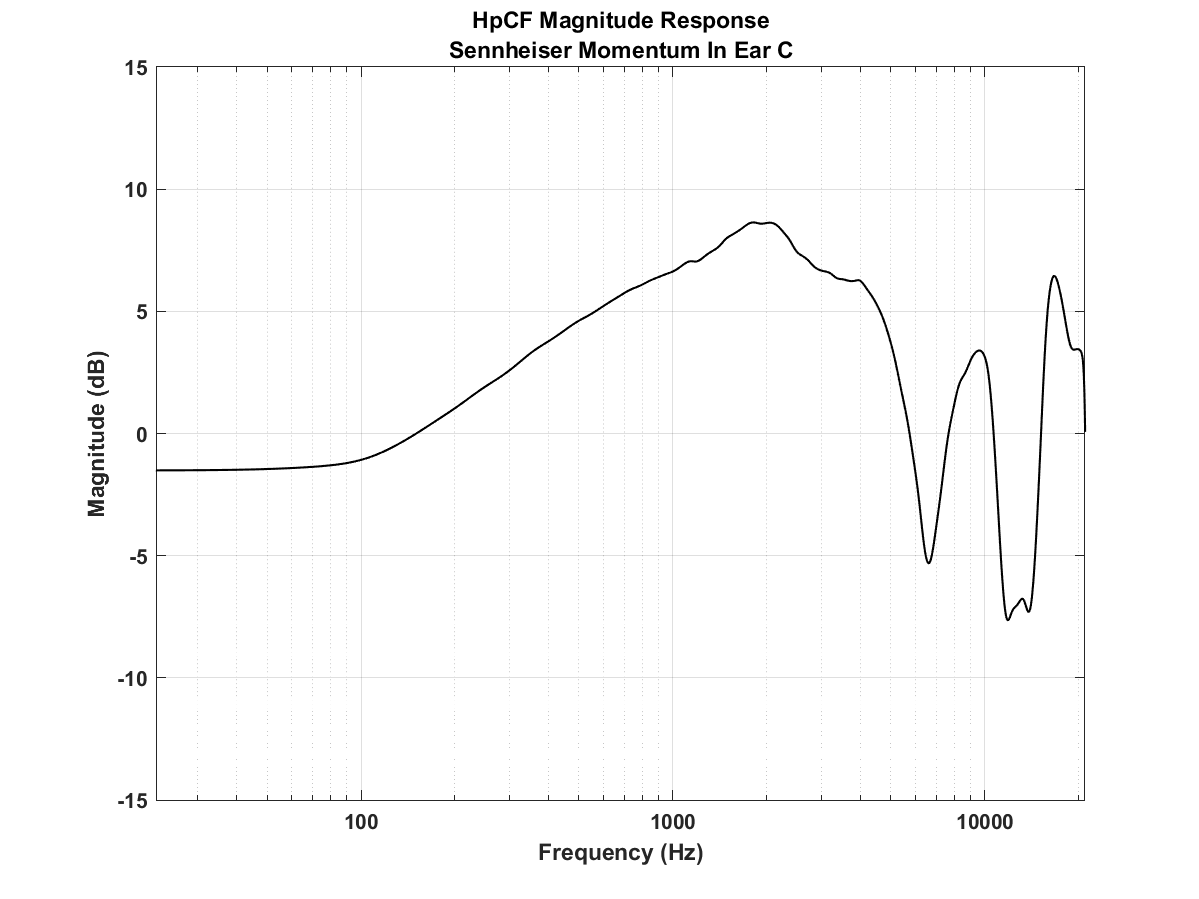 HpCF Magnitude Response
Sennheiser Momentum In Ear C
15
10
5
0
-5
-10
-15
Magnitude (dB)
100
1000
10000
Frequency (Hz)